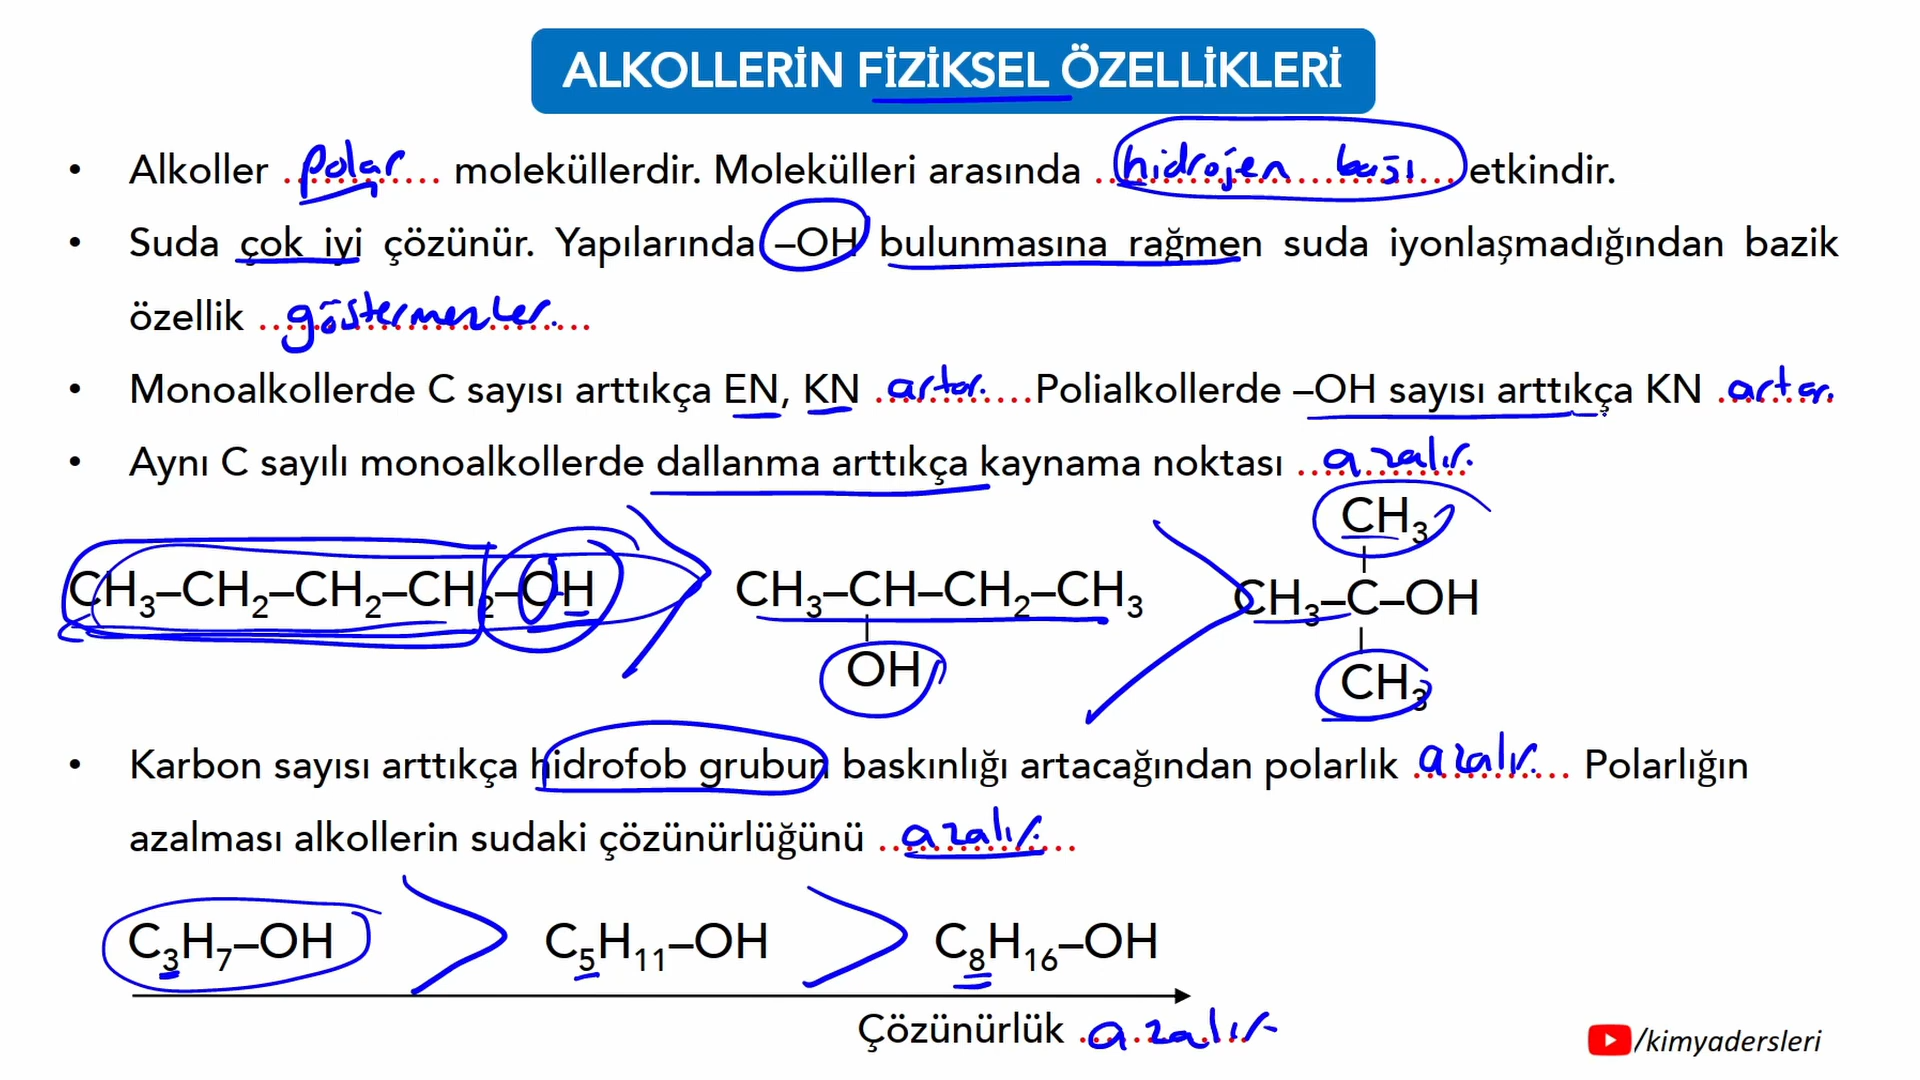 ALKOLLERİN FİZİKSEL ÖZELLİKLERİ
• Alkoller polar moleküllerdir. Molekülleri arasında hidrojen bağı etkindir.
• Suda çok iyi çözünür. Yapılarında –OH bulunmasına rağmen suda iyonlaşmadığından bazik
özellik göstermezler.
• Monoalkollerde C sayısı arttıkça EN, KN artar. Polialkollerde –OH sayısı arttıkça KN artar.
• Aynı C sayılı monoalkollerde dallanma arttıkça kaynama noktası azalır.
CH₃
CH₃–CH₂–CH₂–CH₂–OH > CH₃–CH–CH₂–CH₃ > CH₃–C–OH
OH CH₃
• Karbon sayısı arttıkça hidrofob grubun baskınlığı artacağından polarlık azalır. Polarlığın
azalması alkollerin sudaki çözünürlüğünü azalır.
C₃H₇–OH > C₅H₁₁–OH > C₈H₁₆–OH
Çözünürlük azalır
/kimyadersleri